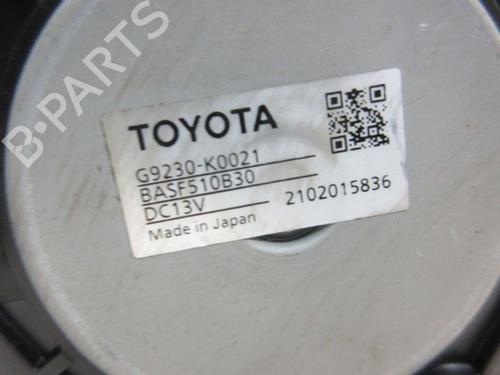 B-PARTS
TOYOTA
G9230-K0021
BASF510B30
DC13V 2102015836
Made in Japan